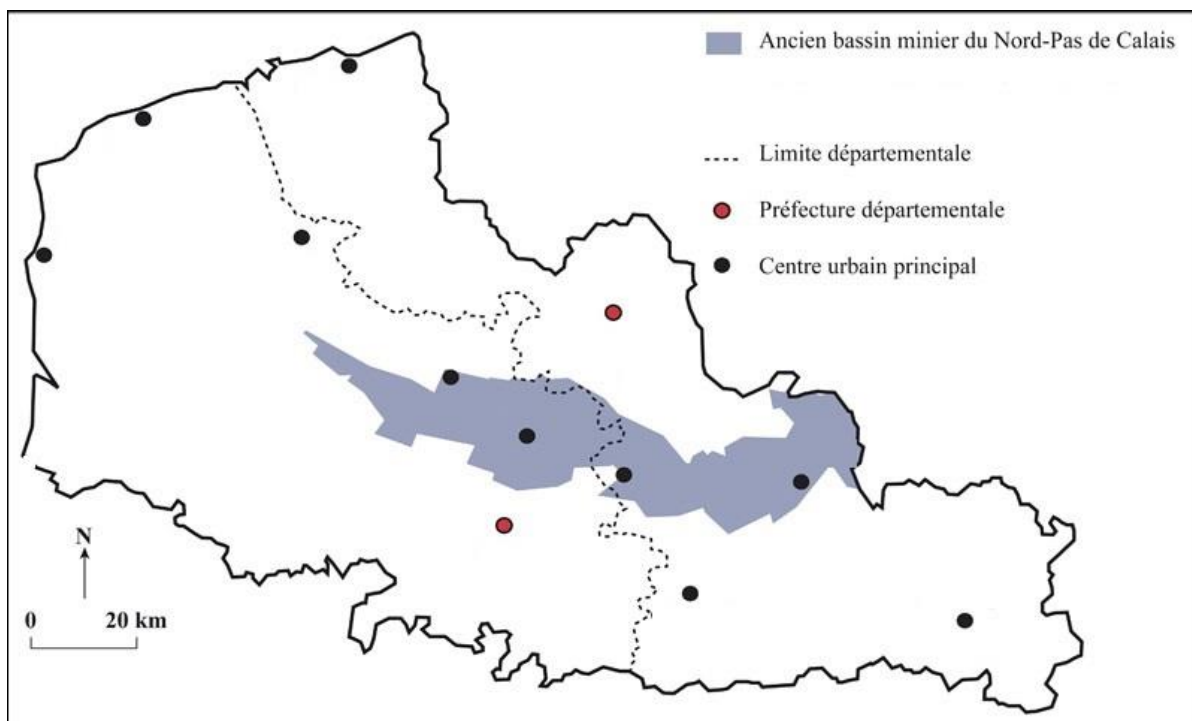 Ancien bassin minier du Nord-Pas de Calais
Limite départementale
Préfecture départementale
Centre urbain principal
N
0 20 km